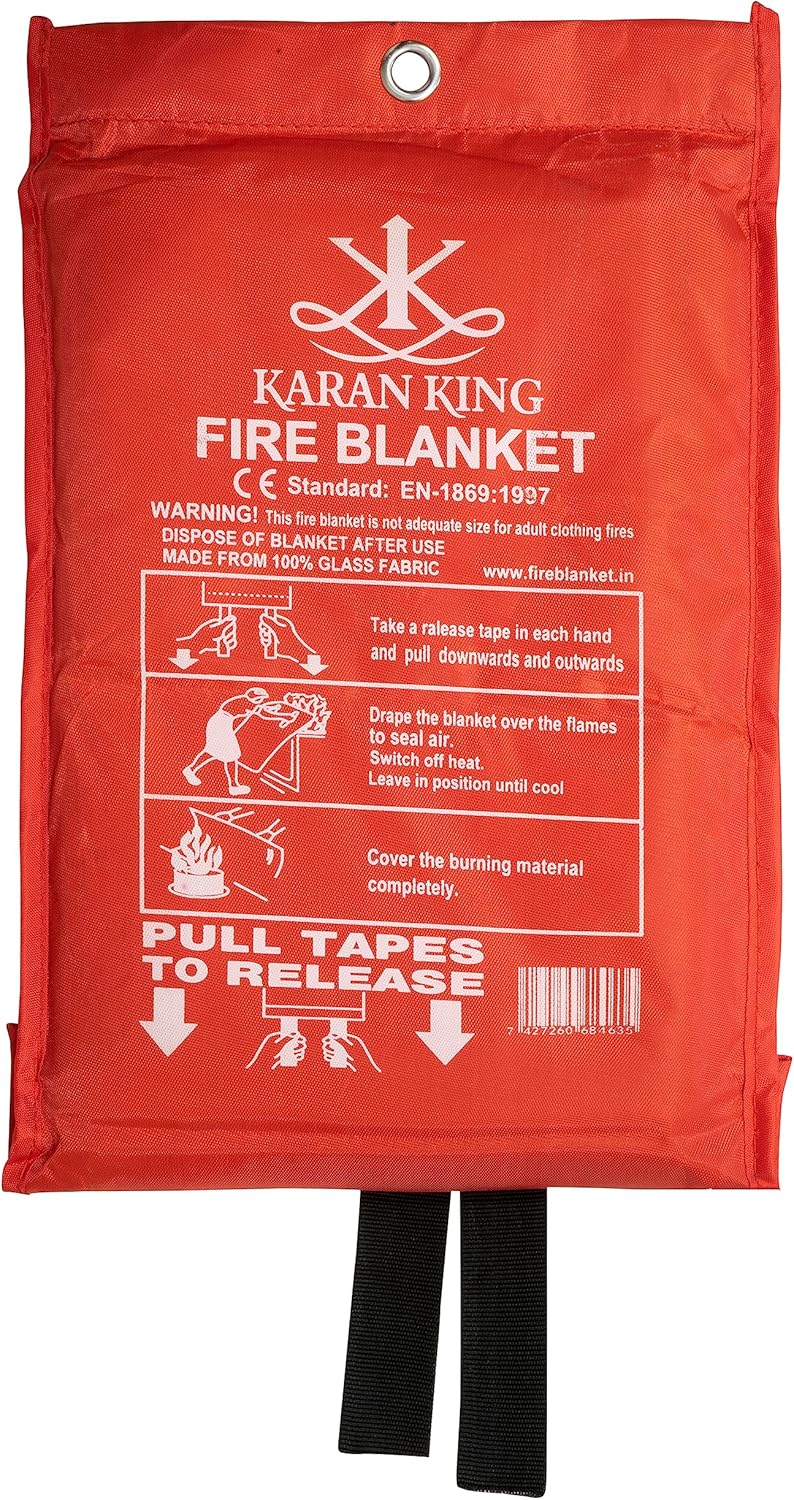 KARAN KING
FIRE BLANKET
CE Standard: EN-1869:1997
WARNING! This fire blanket is not adequate size for adult clothing fires
DISPOSE OF BLANKET AFTER USE
MADE FROM 100% GLASS FABRIC www.fireblanket.in
Take a ralease tape in each hand
and pull downwards and outwards
Drape the blanket over the flames
to seal air.
Switch off heat.
Leave in position until cool
Cover the burning material
completely.
PULL TAPES
TO RELEASE
7 427260 684635